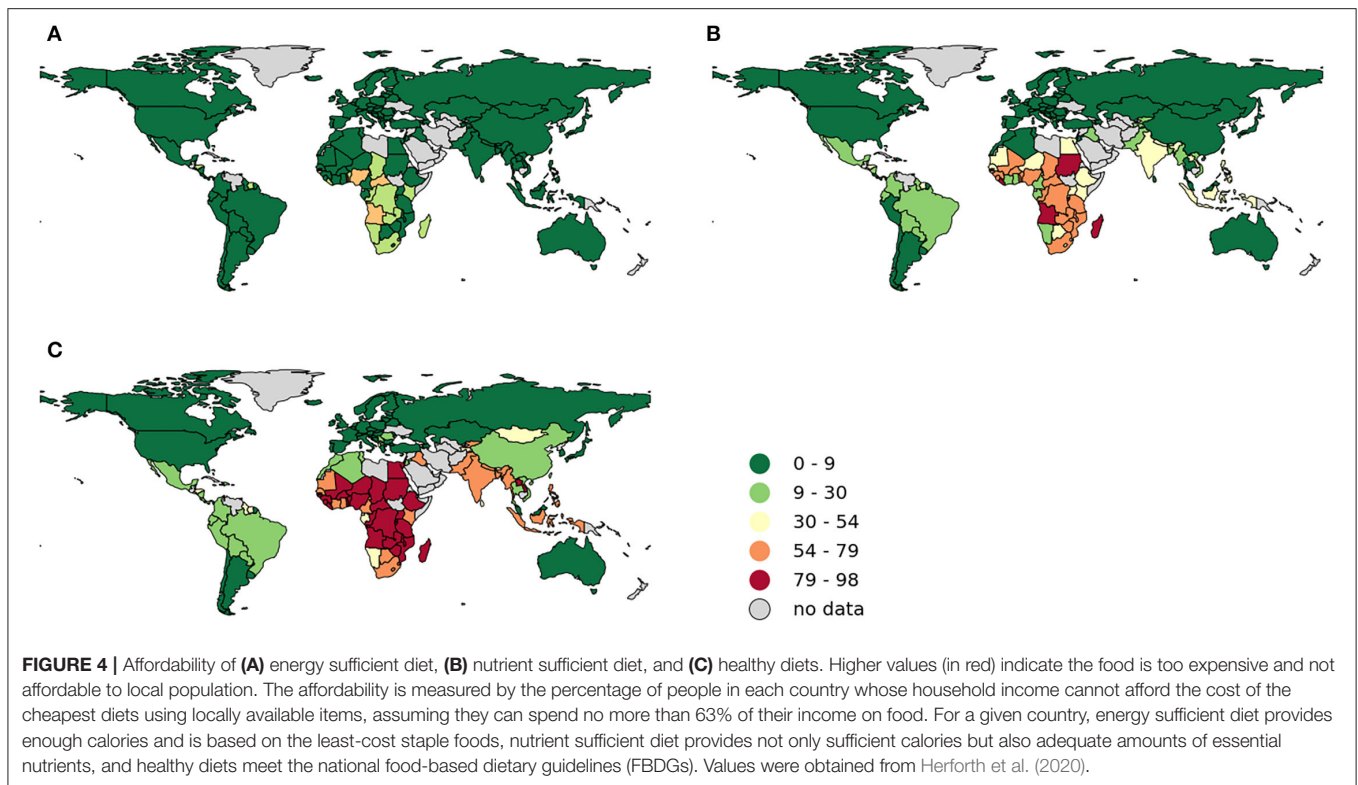 A
B
C
0 - 9
9 - 30
30 - 54
54 - 79
79 - 98
no data
FIGURE 4 | Affordability of (A) energy sufficient diet, (B) nutrient sufficient diet, and (C) healthy diets. Higher values (in red) indicate the food is too expensive and not
affordable to local population. The affordability is measured by the percentage of people in each country whose household income cannot afford the cost of the
cheapest diets using locally available items, assuming they can spend no more than 63% of their income on food. For a given country, energy sufficient diet provides
enough calories and is based on the least-cost staple foods, nutrient sufficient diet provides not only sufficient calories but also adequate amounts of essential
nutrients, and healthy diets meet the national food-based dietary guidelines (FBDGs). Values were obtained from Herforth et al. (2020).